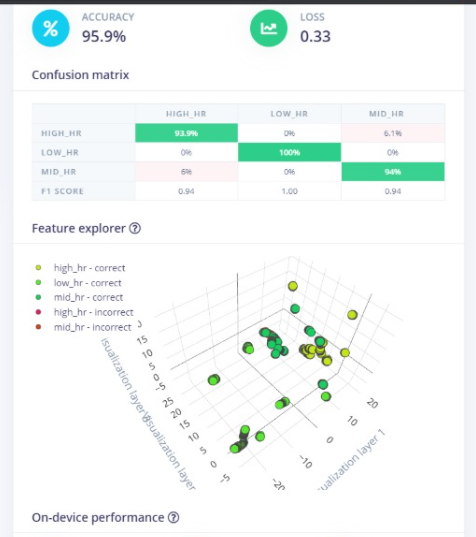 ACCURACY
95.9%
LOSS
0.33
Confusion matrix
HIGH_HR LOW_HR MID_HR
HIGH_HR 93.9% 0% 6.1%
LOW_HR 0% 100% 0%
MID_HR 6% 0% 94%
F1 SCORE 0.94 1.00 0.94
Feature explorer
high_hr - correct
low_hr - correct
mid_hr - correct
high_hr - incorrect
mid_hr - incorrect
15
10
5
0
-5
25
20
15
10
5
0
-5
-20
-10
0
10
20
isualization layer
isualization layer
ualization layer 1
On-device performance